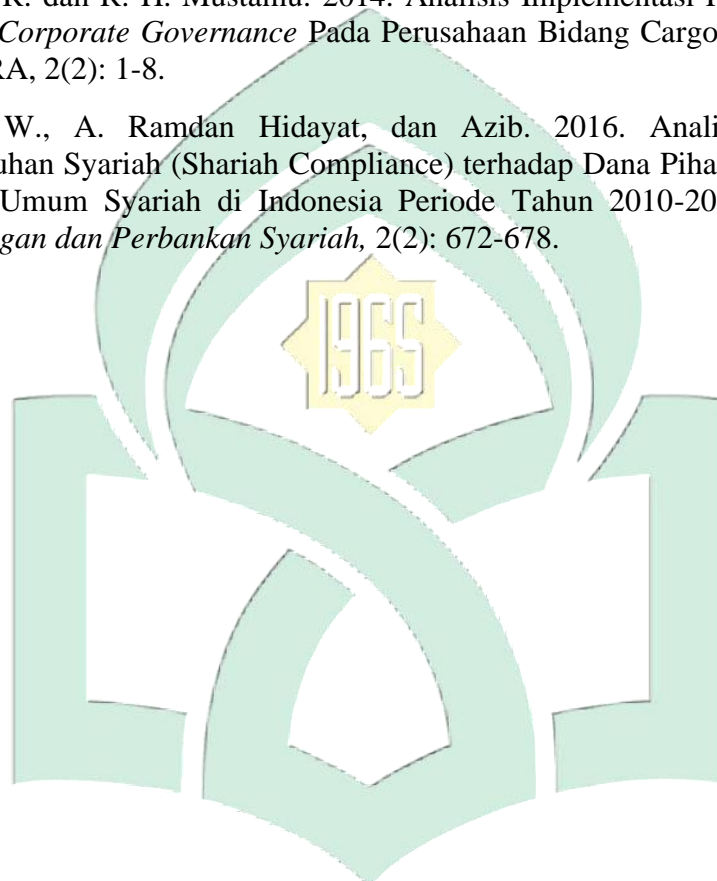 K. dan R. H. Mustamu. 2014. Analisis Implementasi
Corporate Governance Pada Perusahaan Bidang Cargo
RA, 2(2): 1-8.
W., A. Ramdan Hidayat, dan Azib. 2016. Anali
uhan Syariah (Shariah Compliance) terhadap Dana Piha
Umum Syariah di Indonesia Periode Tahun 2010-20
gan dan Perbankan Syariah, 2(2): 672-678.
1965